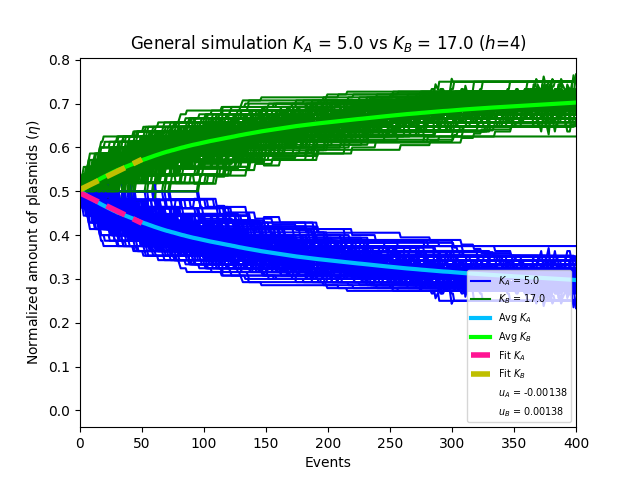 General simulation K_A = 5.0 vs K_B = 17.0 (h=4)
Normalized amount of plasmids (η)
0.8
0.7
0.6
0.5
0.4
0.3
0.2
0.1
0.0
K_A = 5.0
K_B = 17.0
Avg K_A
Avg K_B
Fit K_A
Fit K_B
u_A = -0.00138
u_B = 0.00138
0 50 100 150 200 250 300 350 400
Events